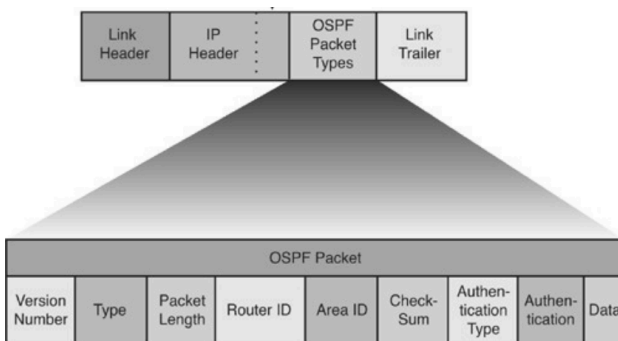 Link
Header
IP
Header
OSPF
Packet
Types
Link
Trailer
OSPF Packet
Version
Number
Type
Packet
Length
Router ID
Area ID
Check-
Sum
Authen-
tication
Type
Authen-
tication
Data